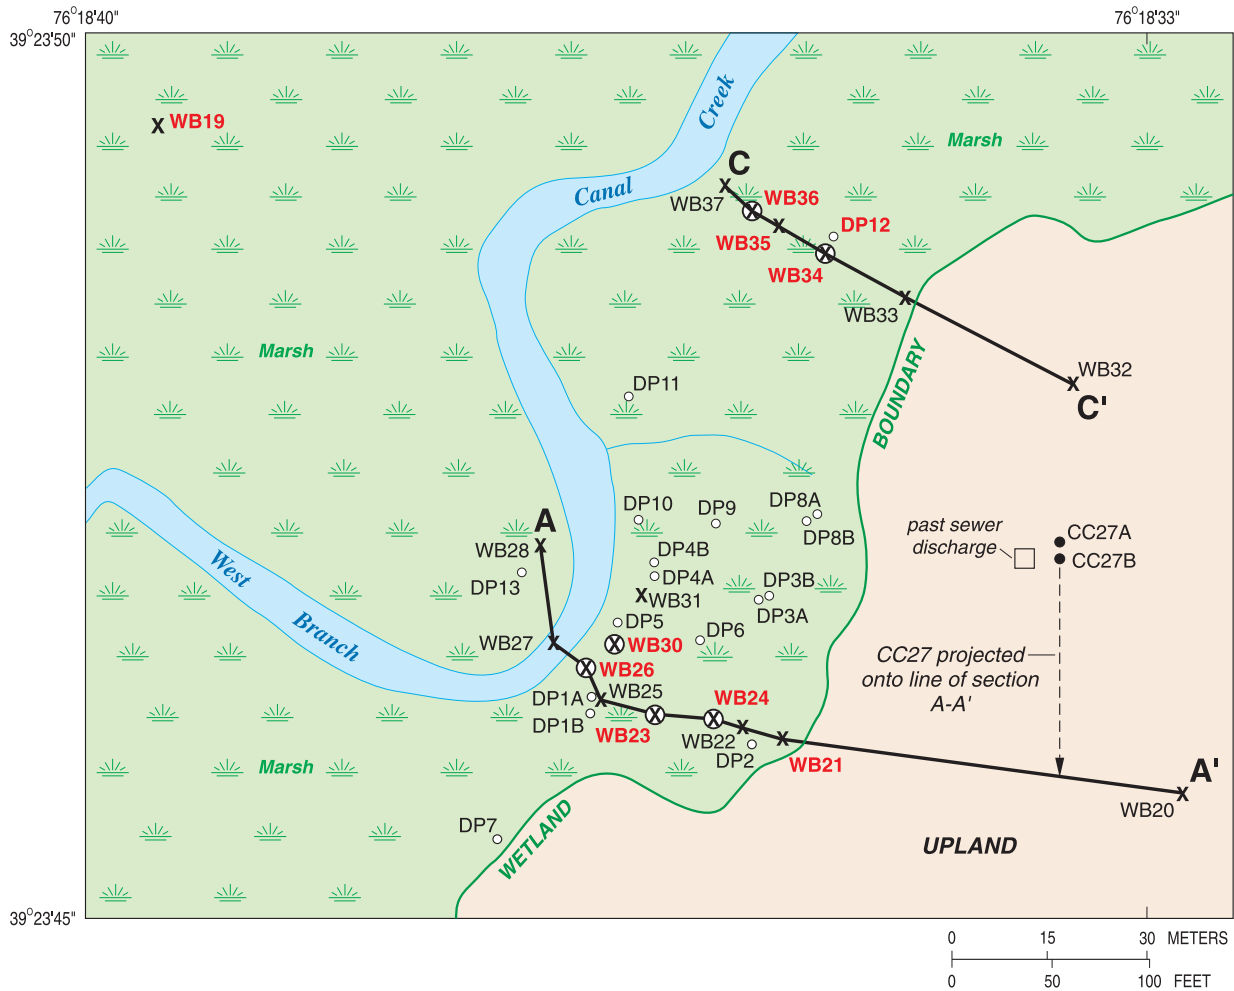 76°18'40"
76°18'33"
39°23'50"
WB19
X
Creek
Marsh
C
Canal
WB37
X
WB36
X
DP12
WB35
X
WB34
X
WB33
X
Marsh
WB32
X
C'
BOUNDARY
DP11
DP10
DP9
DP8A
DP8B
A
WB28
X
past sewer
discharge
CC27A
CC27B
DP4B
DP4A
West
DP13
DP3B
DP3A
X
WB31
Branch
DP5
DP6
WB27
X
X
WB30
X
WB26
CC27 projected
onto line of section
A-A'
DP1A
X
WB25
DP1B
WB24
X
X
WB23
WB22
X
X
DP2
WB21
Marsh
A'
X
WB20
DP7
WETLAND
UPLAND
39°23'45"
0 15 30 METERS
0 50 100 FEET